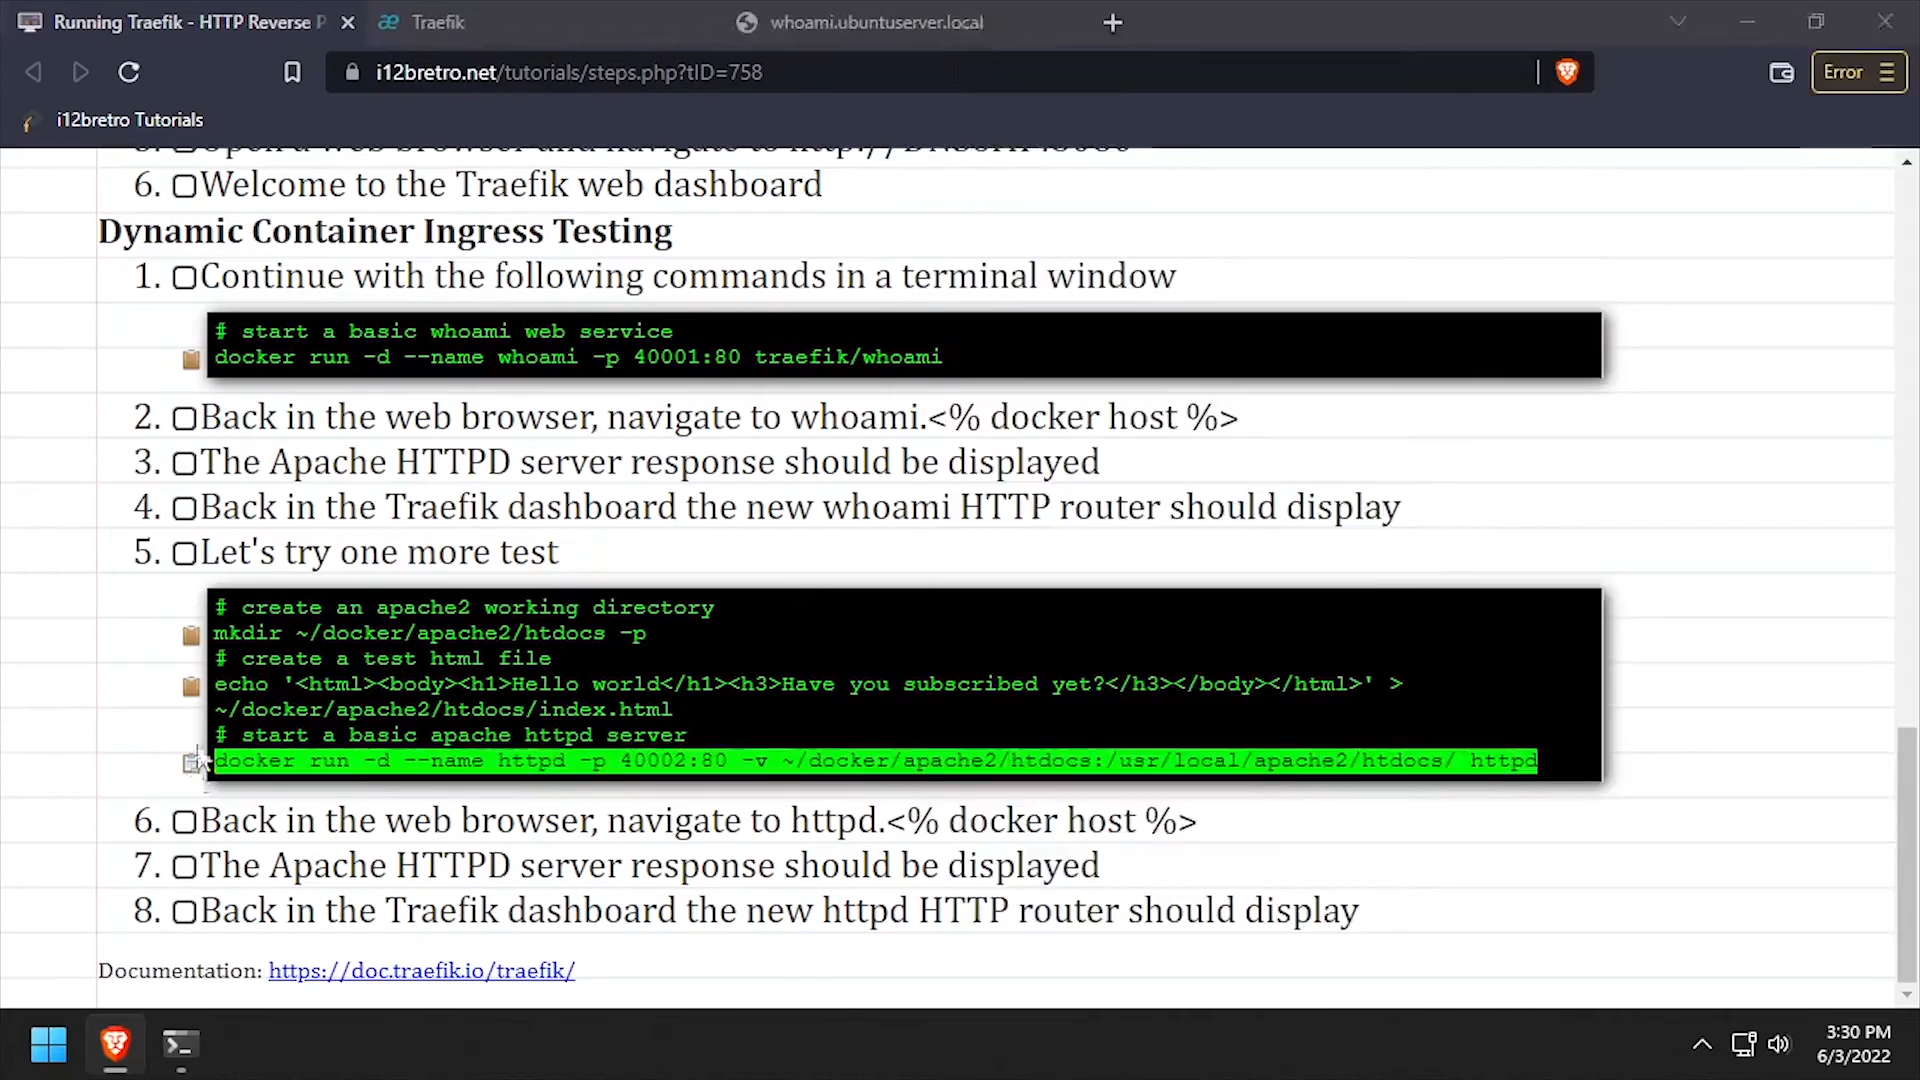 Running Traefik - HTTP Reverse P
Traefik
whoami.ubuntuserver.local
i12bretro.net/tutorials/steps.php?tID=758
Error
i12bretro Tutorials
6. Welcome to the Traefik web dashboard
Dynamic Container Ingress Testing
1. Continue with the following commands in a terminal window
# start a basic whoami web service
docker run -d --name whoami -p 40001:80 traefik/whoami
2. Back in the web browser, navigate to whoami.<% docker host %>
3. The Apache HTTPD server response should be displayed
4. Back in the Traefik dashboard the new whoami HTTP router should display
5. Let's try one more test
# create an apache2 working directory
mkdir ~/docker/apache2/htdocs -p
# create a test html file
echo '<html><body><h1>Hello world</h1><h3>Have you subscribed yet?</h3></body></html>' >
~/docker/apache2/htdocs/index.html
# start a basic apache httpd server
docker run -d --name httpd -p 40002:80 -v ~/docker/apache2/htdocs:/usr/local/apache2/htdocs/ httpd
6. Back in the web browser, navigate to httpd.<% docker host %>
7. The Apache HTTPD server response should be displayed
8. Back in the Traefik dashboard the new httpd HTTP router should display
Documentation: https://doc.traefik.io/traefik/
3:30 PM
6/3/2022